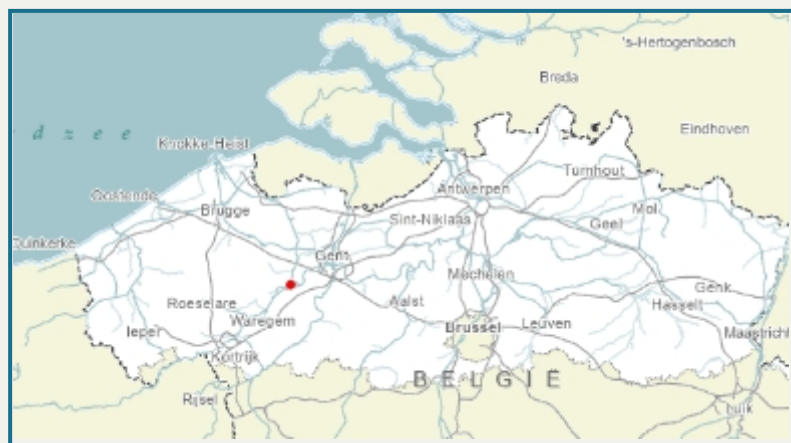 's-Hertogenbosch
Breda
dzee
Eindhoven
Knokke-Heist
Turnhout
Antwerpen
Oostende
Mol
Brugge
Sint-Niklaas
Geel
Duinkerke
Gent
Mechelen
Genk
Roeselare
Aalst
Hasselt
Waregem
Ieper
Brussel
Leuven
Maastricht
Kortrijk
BELGIË
Rijsel
Luik